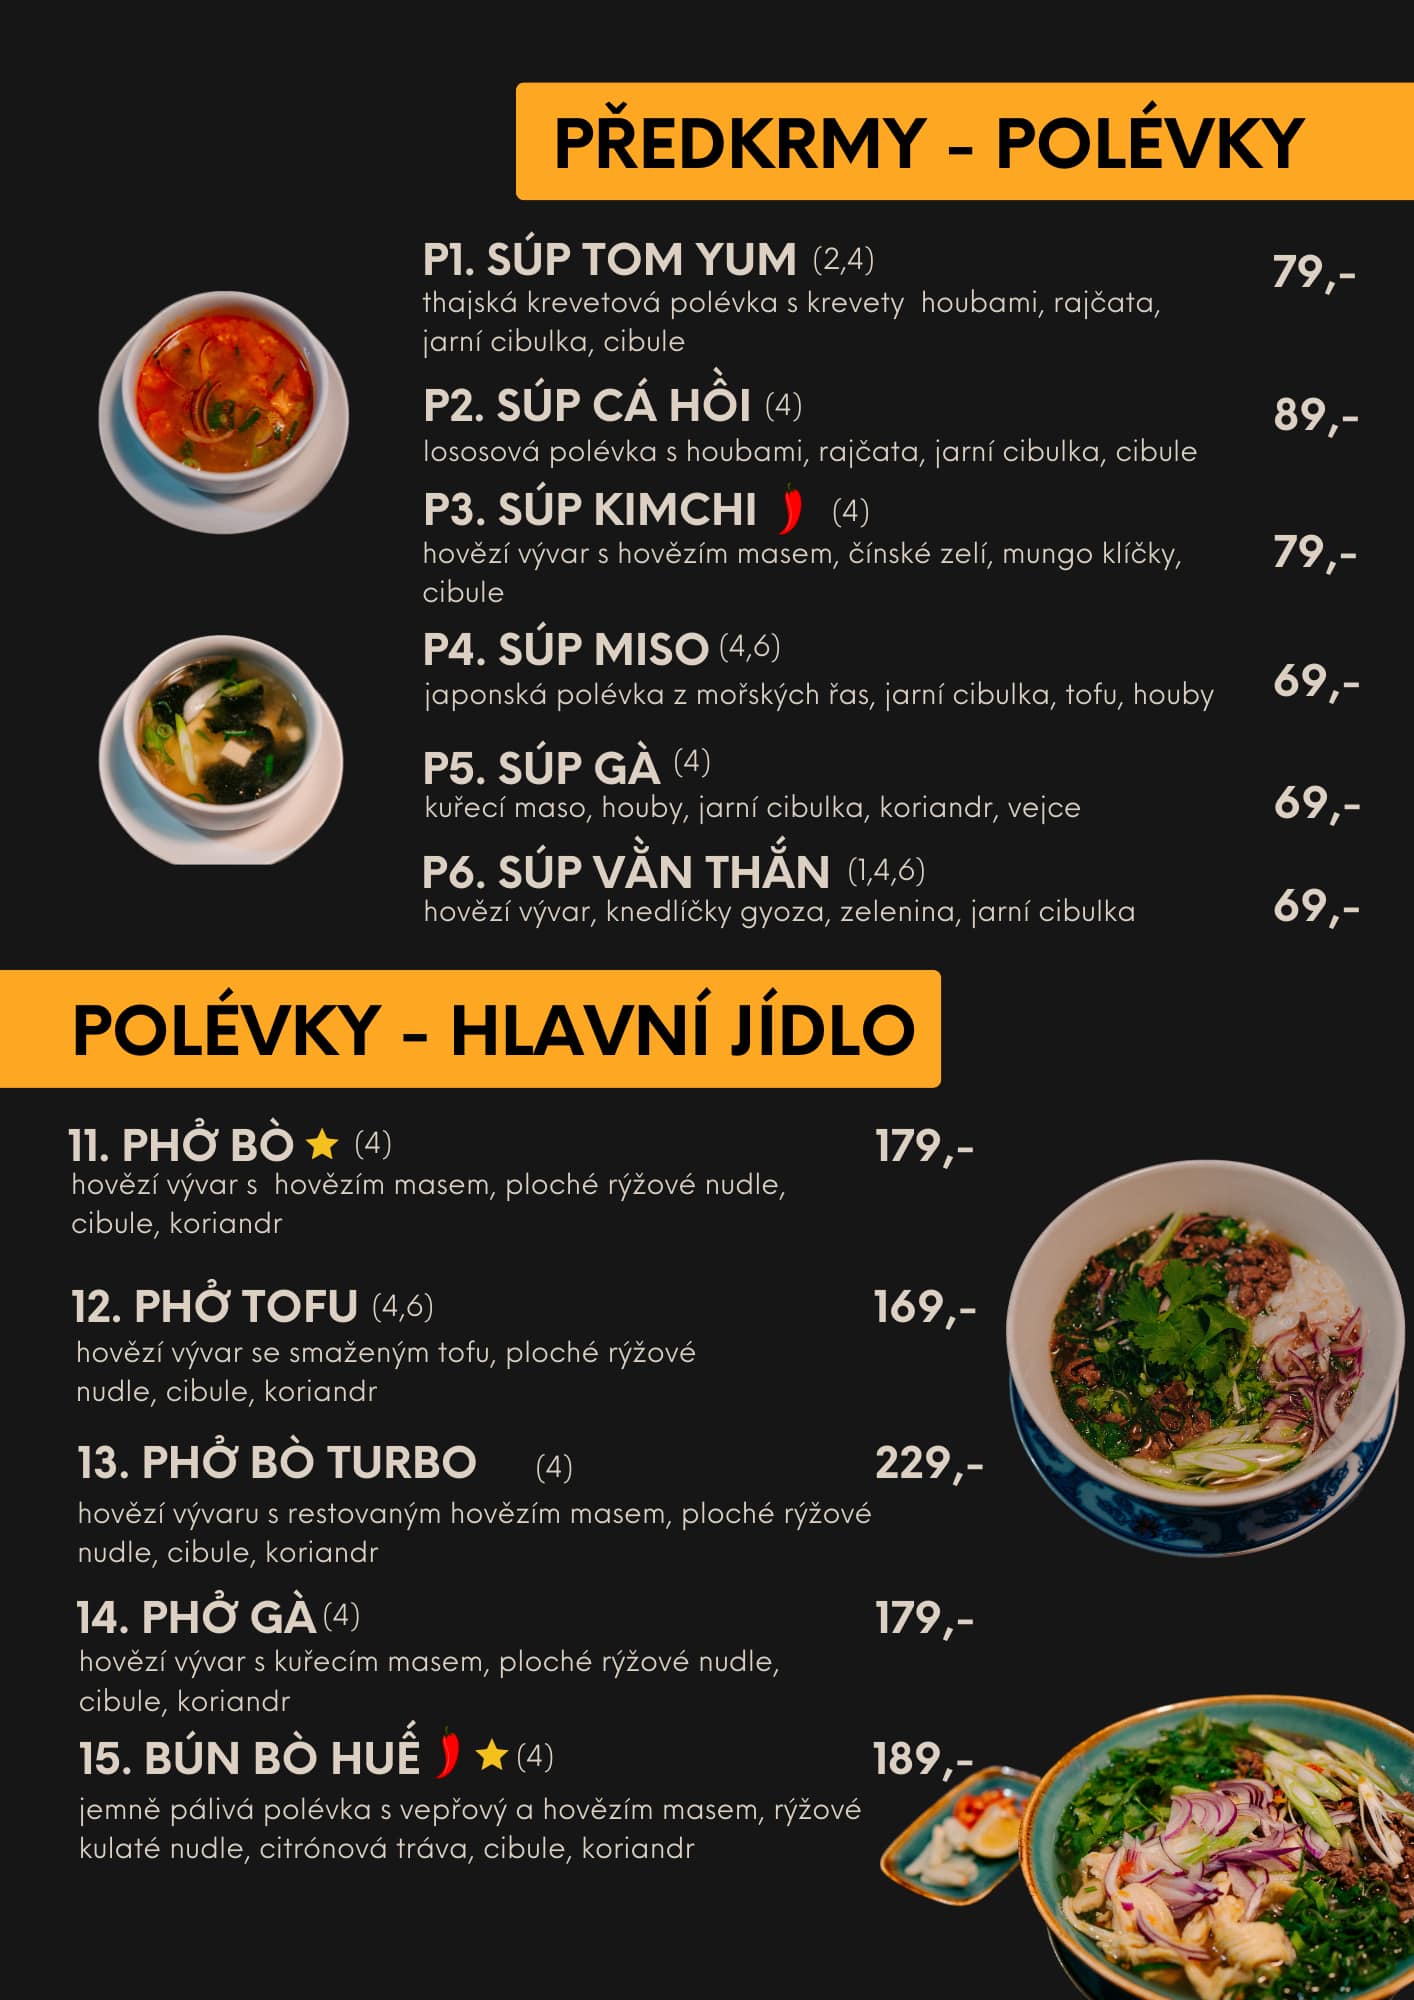 PŘEDKRMY - POLÉVKY
P1. SÚP TOM YUM (2,4) 79,-
thajská krevetová polévka s krevety houbami, rajčata,
jarní cibulka, cibule
P2. SÚP CÁ HỒI (4) 89,-
lososová polévka s houbami, rajčata, jarní cibulka, cibule
P3. SÚP KIMCHI (4) 79,-
hovězí vývar s hovězím masem, čínské zelí, mungo klíčky,
cibule
P4. SÚP MISO (4,6) 69,-
japonská polévka z mořských řas, jarní cibulka, tofu, houby
P5. SÚP GÀ (4) 69,-
kuřecí maso, houby, jarní cibulka, koriandr, vejce
P6. SÚP VẰN THẮN (1,4,6) 69,-
hovězí vývar, knedlíčky gyoza, zelenina, jarní cibulka
POLÉVKY - HLAVNÍ JÍDLO
11. PHỞ BÒ (4) 179,-
hovězí vývar s hovězím masem, ploché rýžové nudle,
cibule, koriandr
12. PHỞ TOFU (4,6) 169,-
hovězí vývar se smaženým tofu, ploché rýžové
nudle, cibule, koriandr
13. PHỞ BÒ TURBO (4) 229,-
hovězí vývaru s restovaným hovězím masem, ploché rýžové
nudle, cibule, koriandr
14. PHỞ GÀ (4) 179,-
hovězí vývar s kuřecím masem, ploché rýžové nudle,
cibule, koriandr
15. BÚN BÒ HUẾ (4) 189,-
jemně pálivá polévka s vepřový a hovězím masem, rýžové
kulaté nudle, citrónová tráva, cibule, koriandr